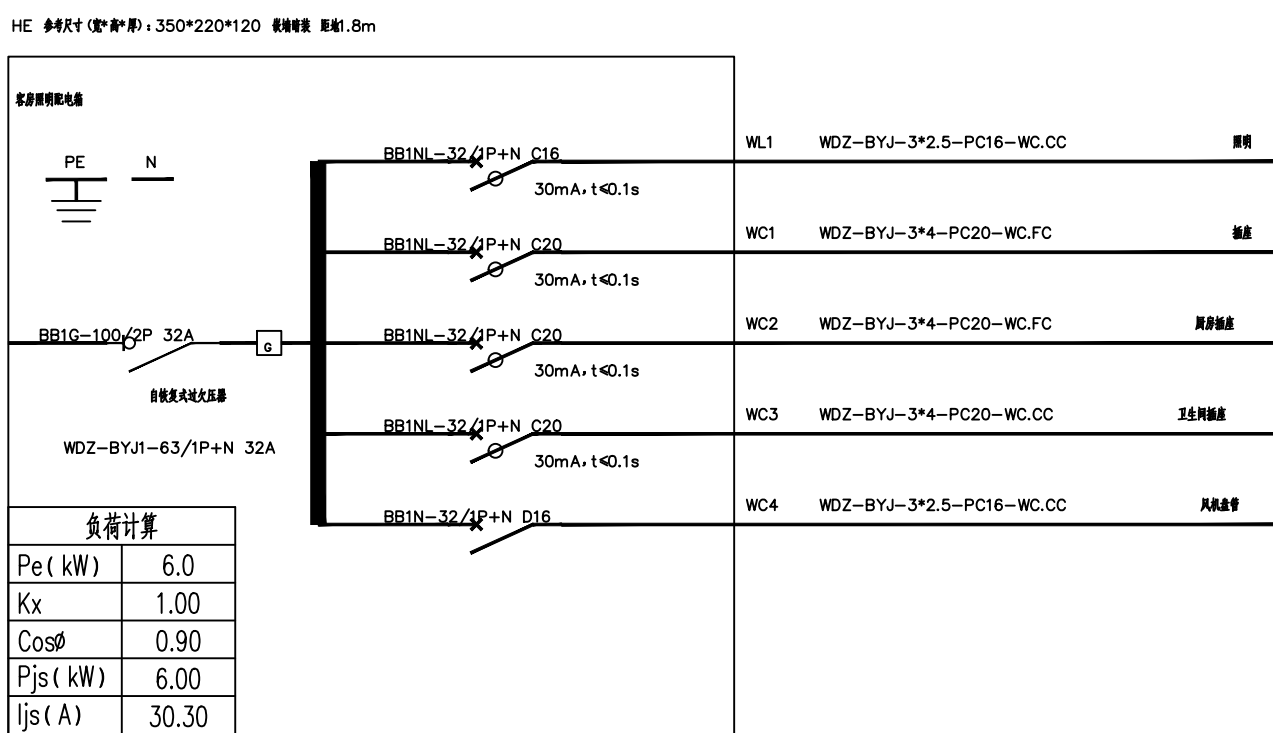 HE 参考尺寸(宽*高*厚):350*220*120 嵌墙暗装 距地1.8m
客房照明配电箱
PE N
BB1NL-32/1P+N C16
30mA,t≤0.1s
WL1 WDZ-BYJ-3*2.5-PC16-WC.CC 照明
BB1NL-32/1P+N C20
30mA,t≤0.1s
WC1 WDZ-BYJ-3*4-PC20-WC.FC 插座
BB1G-100/2P 32A
G
自恢复式过欠压器
WDZ-BYJ1-63/1P+N 32A
BB1NL-32/1P+N C20
30mA,t≤0.1s
WC2 WDZ-BYJ-3*4-PC20-WC.FC 厨房插座
BB1NL-32/1P+N C20
30mA,t≤0.1s
WC3 WDZ-BYJ-3*4-PC20-WC.CC 卫生间插座
BB1N-32/1P+N D16
WC4 WDZ-BYJ-3*2.5-PC16-WC.CC 风机盘管
负荷计算
Pe(kW) 6.0
Kx 1.00
Cosø 0.90
Pjs(kW) 6.00
Ijs(A) 30.30